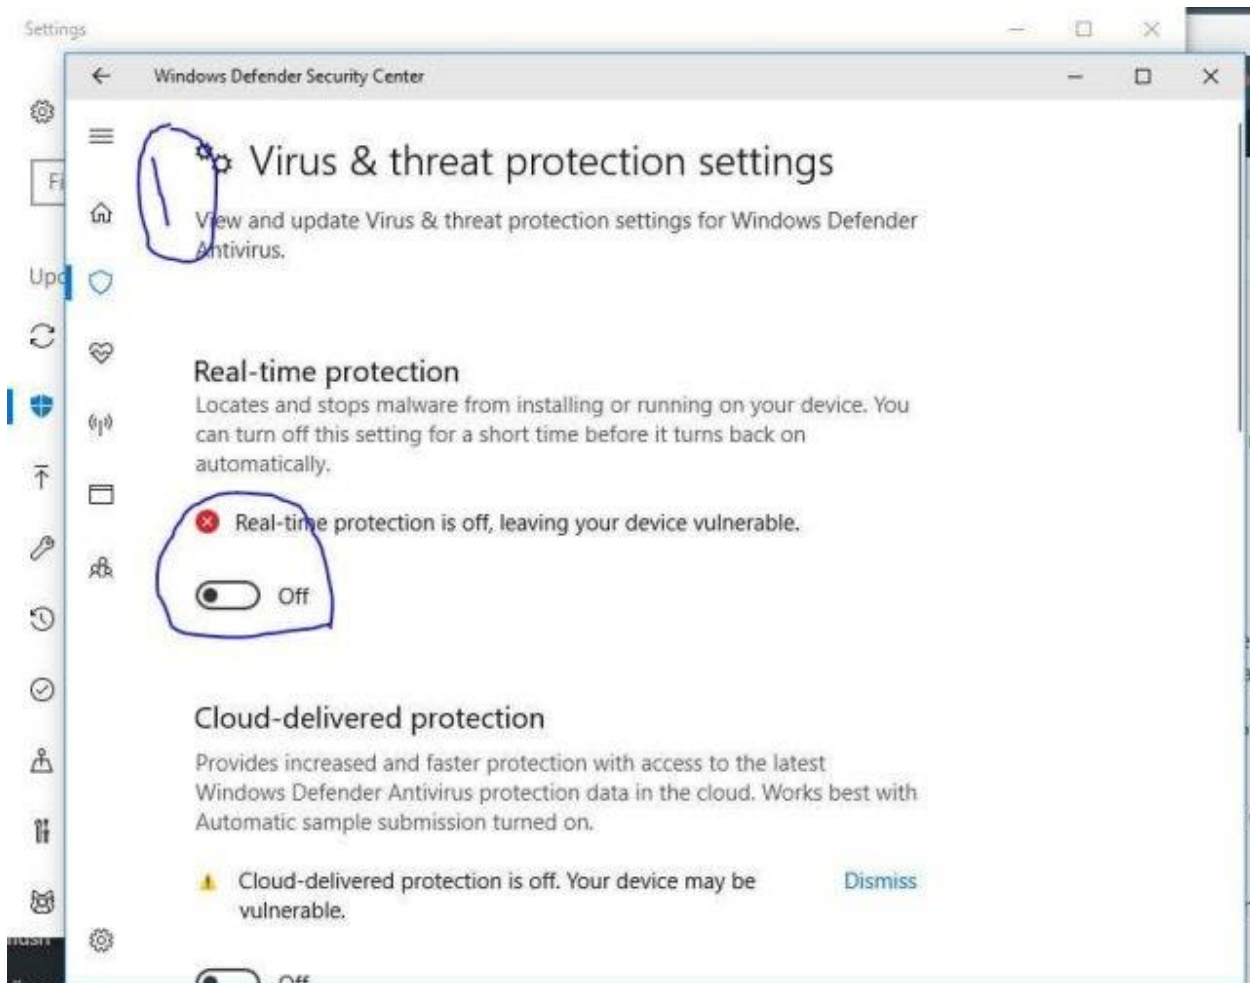 Settings
Windows Defender Security Center
Virus & threat protection settings
View and update Virus & threat protection settings for Windows Defender
Antivirus.
Upd
Real-time protection
Locates and stops malware from installing or running on your device. You
can turn off this setting for a short time before it turns back on
automatically.
Real-time protection is off, leaving your device vulnerable.
Off
Cloud-delivered protection
Provides increased and faster protection with access to the latest
Windows Defender Antivirus protection data in the cloud. Works best with
Automatic sample submission turned on.
Cloud-delivered protection is off. Your device may be
vulnerable.
Dismiss
Off